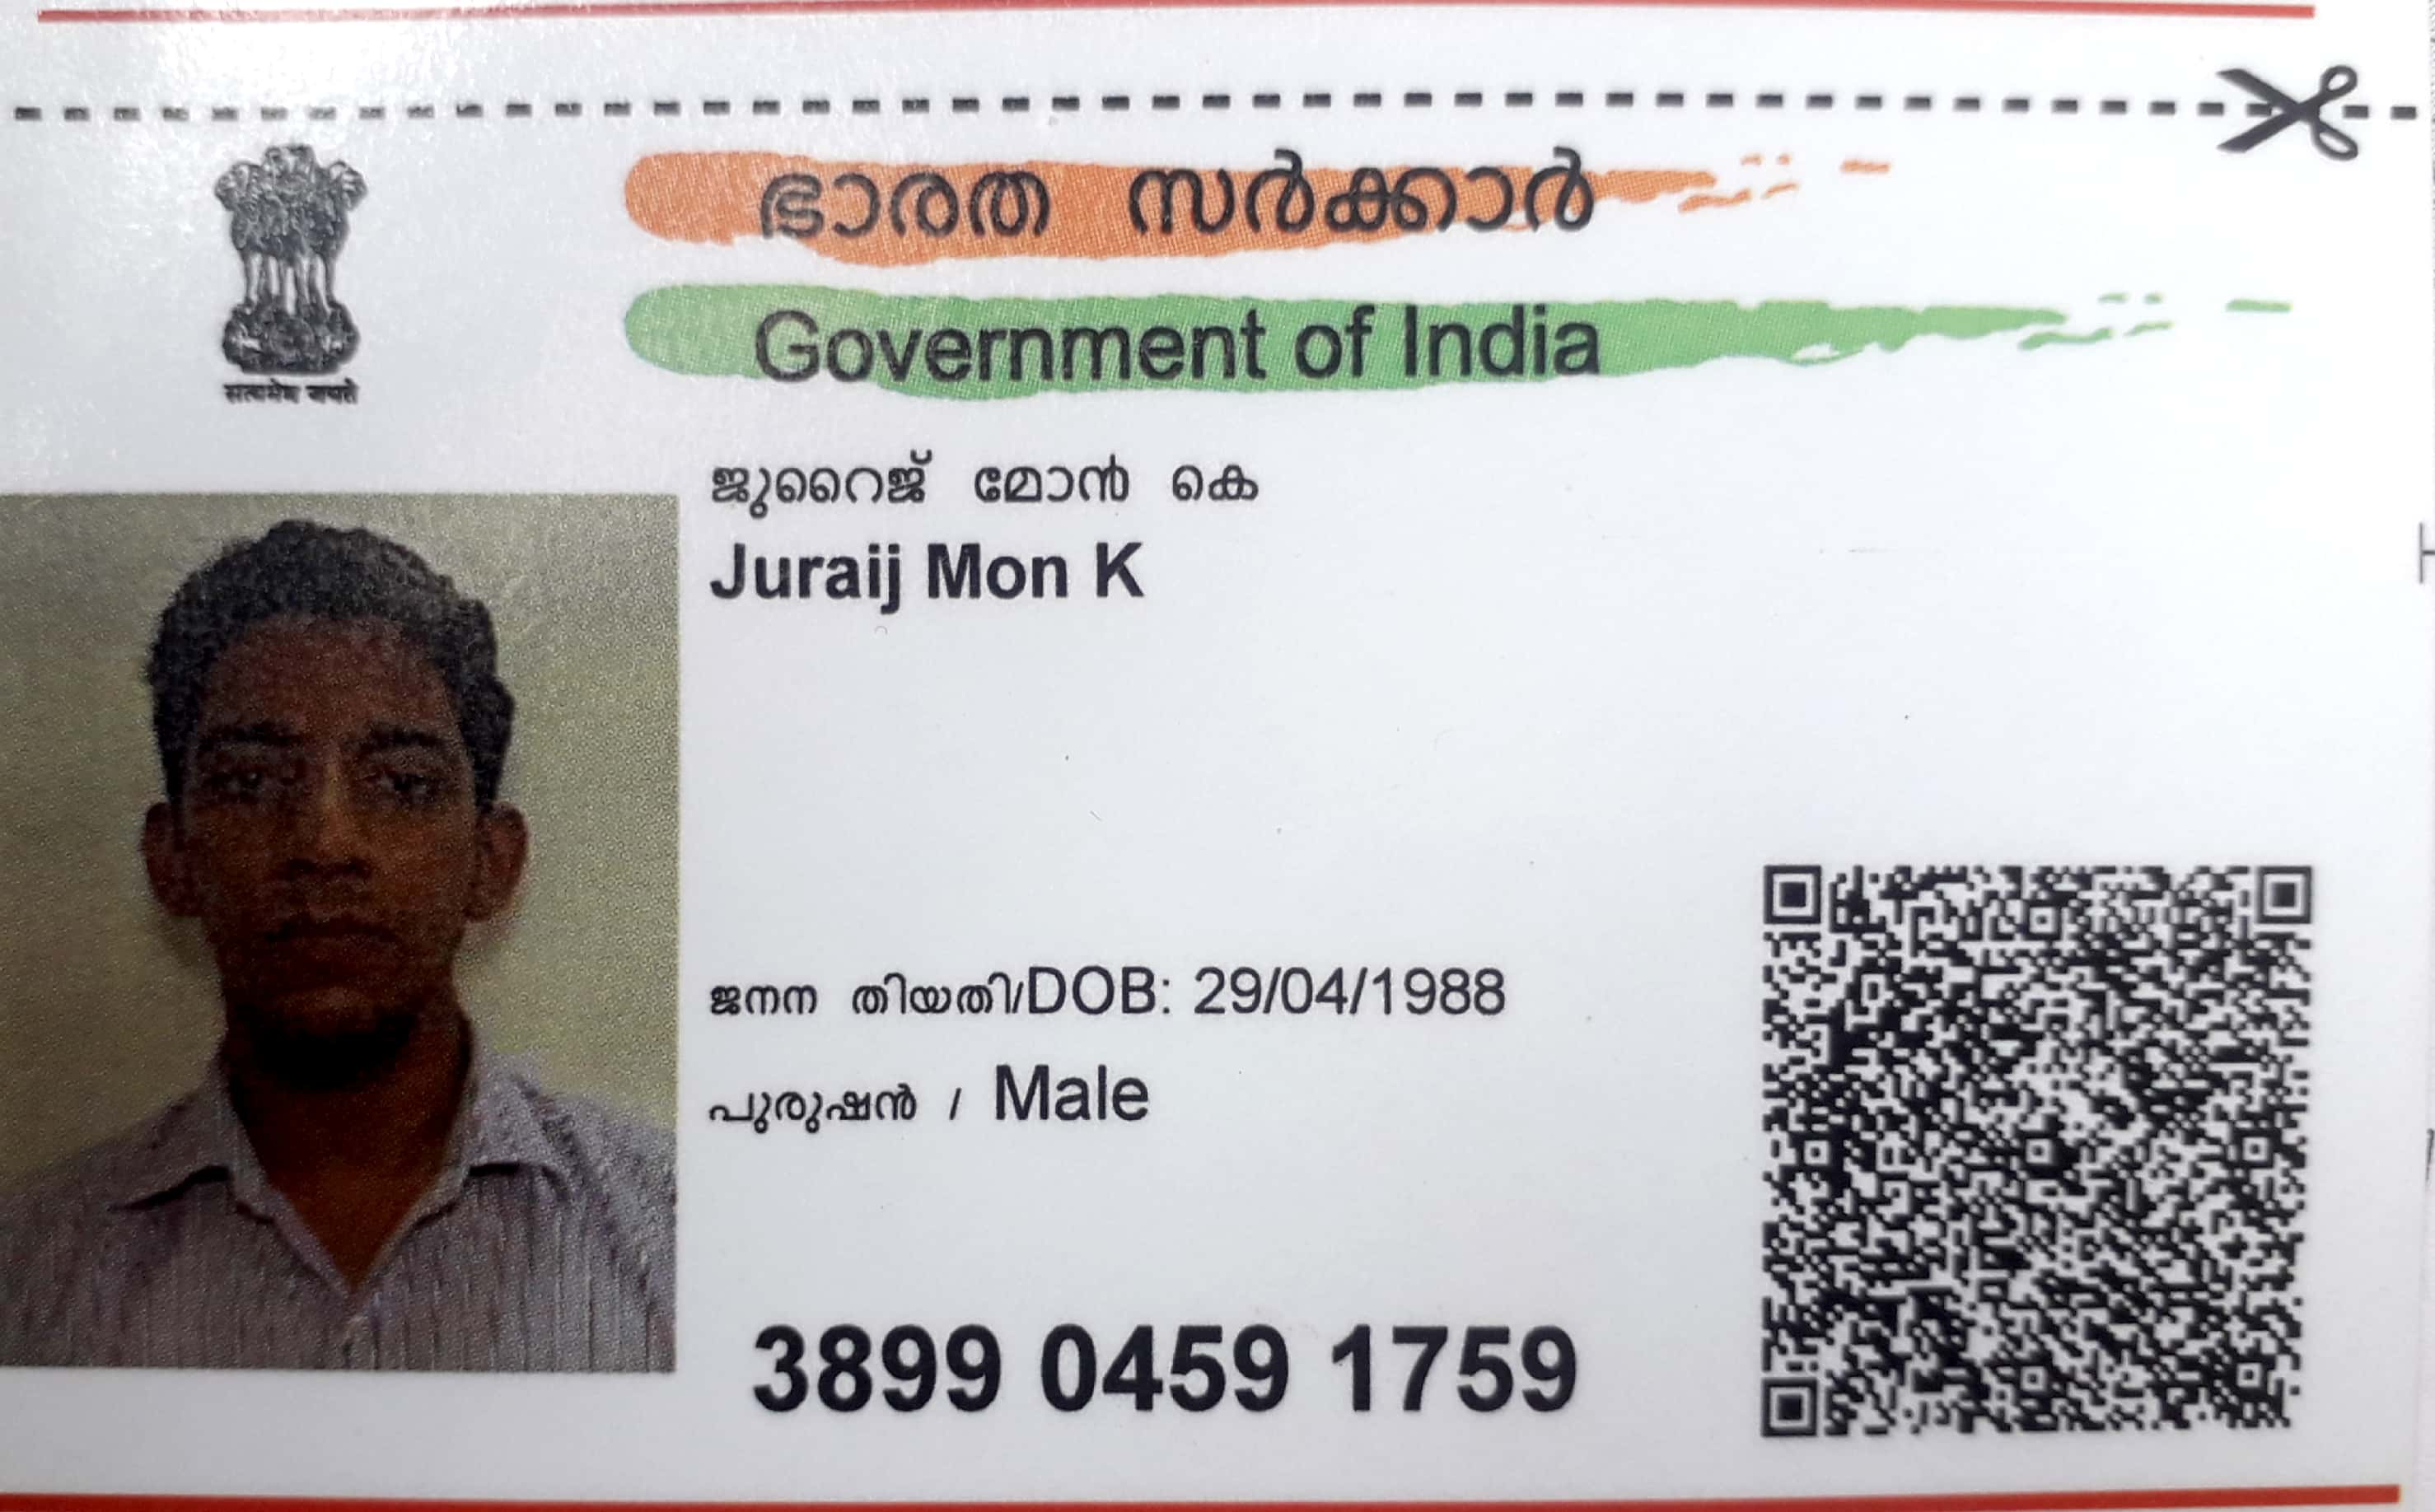 ഭാരത സർക്കാർ
Government of India
सत्यमेव जयते
ജുറൈജ് മോൻ കെ
Juraij Mon K
ജനന തിയതി/DOB: 29/04/1988
പുരുഷൻ / Male
3899 0459 1759